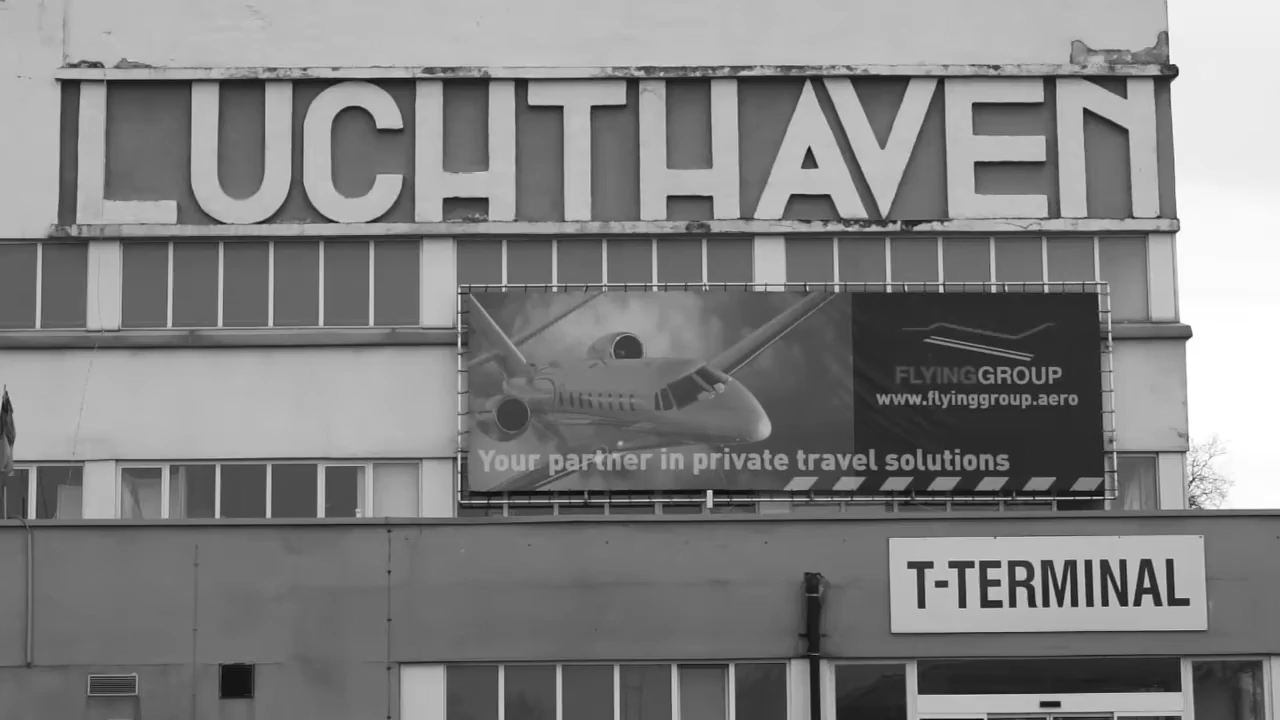 LUCHTHAVEN
FLYINGGROUP
www.flyinggroup.aero
Your partner in private travel solutions
T-TERMINAL